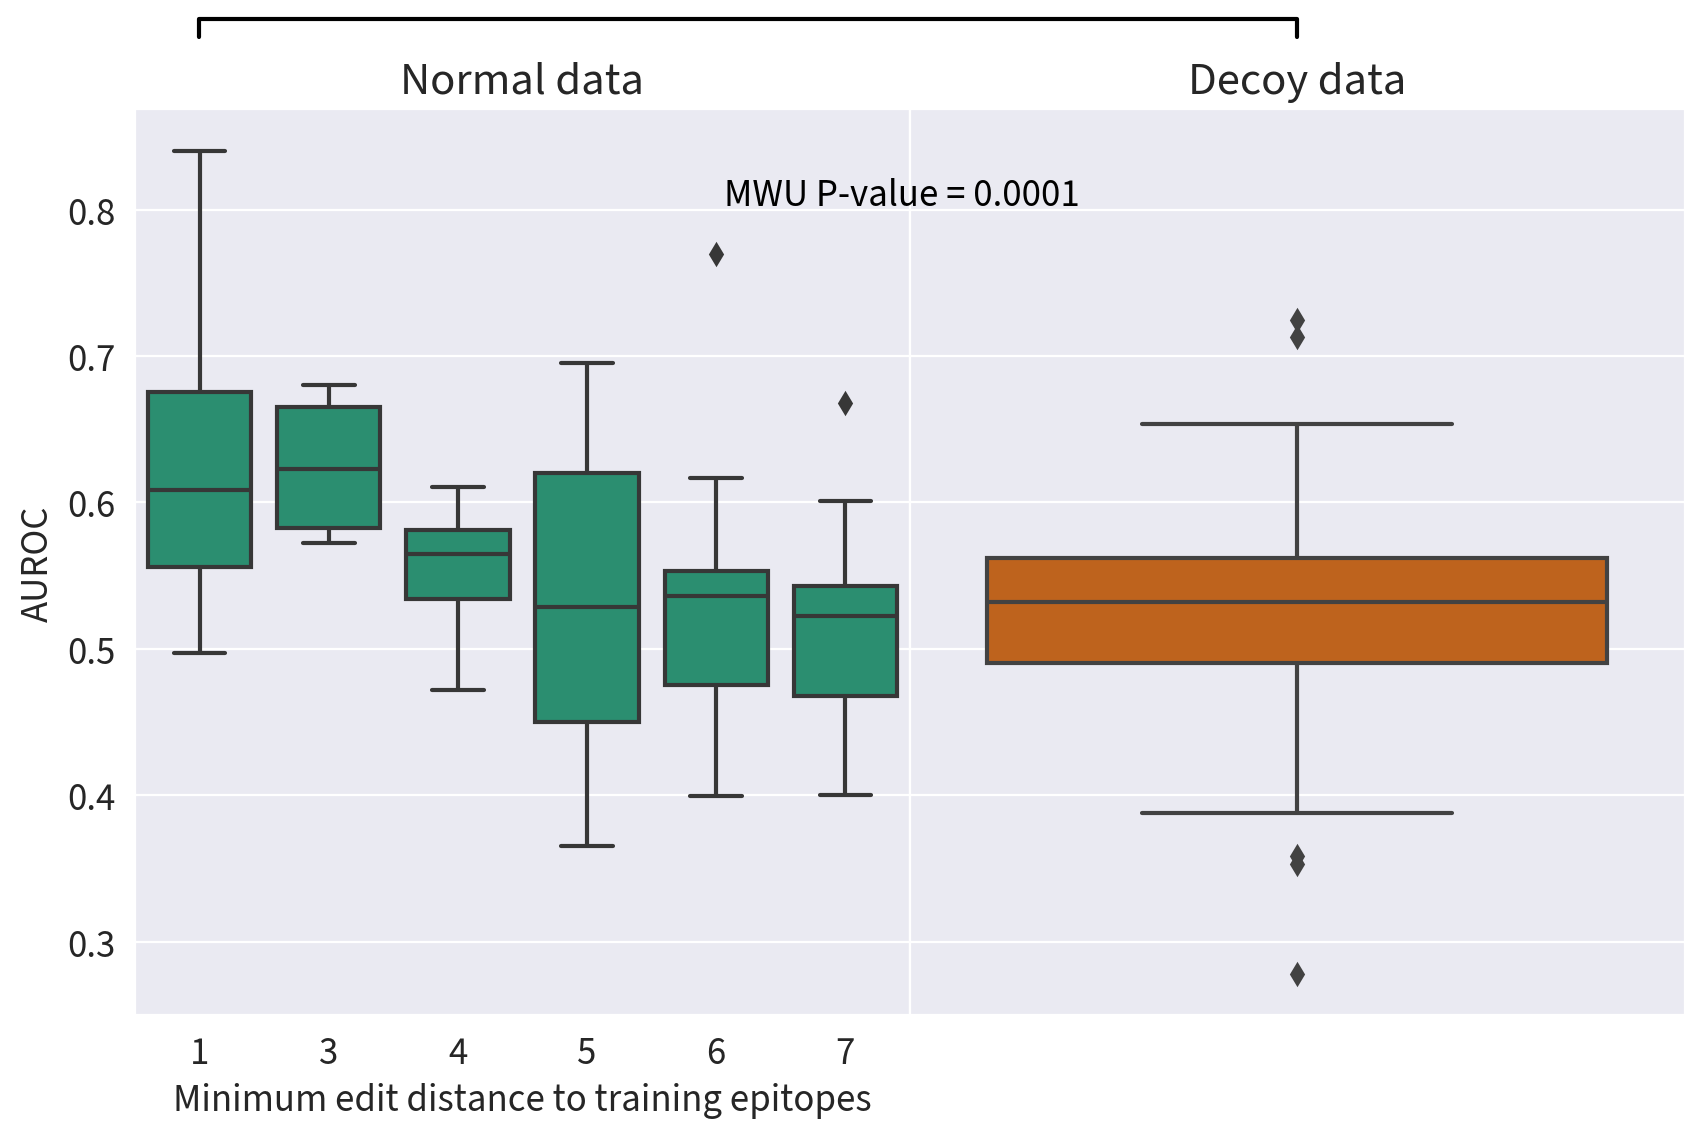 Normal data
Decoy data
MWU P-value = 0.0001
AUROC
0.8
0.7
0.6
0.5
0.4
0.3
1 3 4 5 6 7
Minimum edit distance to training epitopes